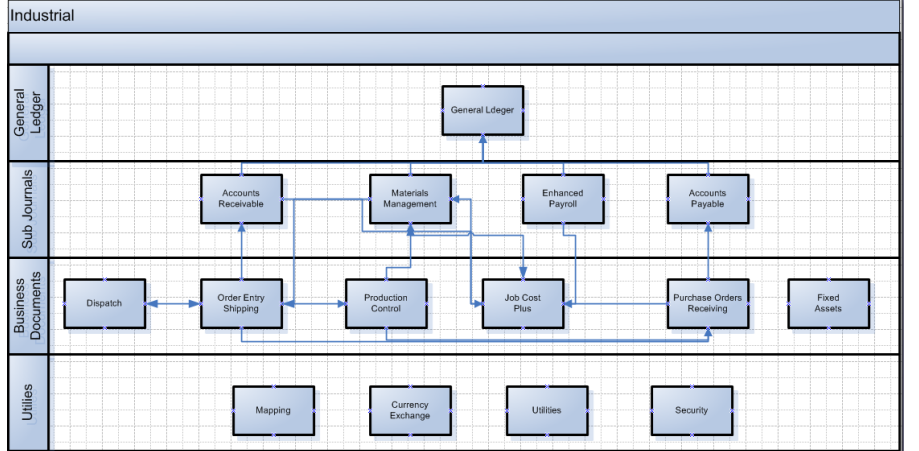 Industrial
General
Ledger
General Ldeger
Sub Journals
Accounts
Receivable
Materials
Management
Enhanced
Payroll
Accounts
Payable
Business
Documents
Dispatch
Order Entry
Shipping
Production
Control
Job Cost
Plus
Purchase Orders
Receiving
Fixed
Assets
Utilies
Mapping
Currency
Exchange
Utilities
Security